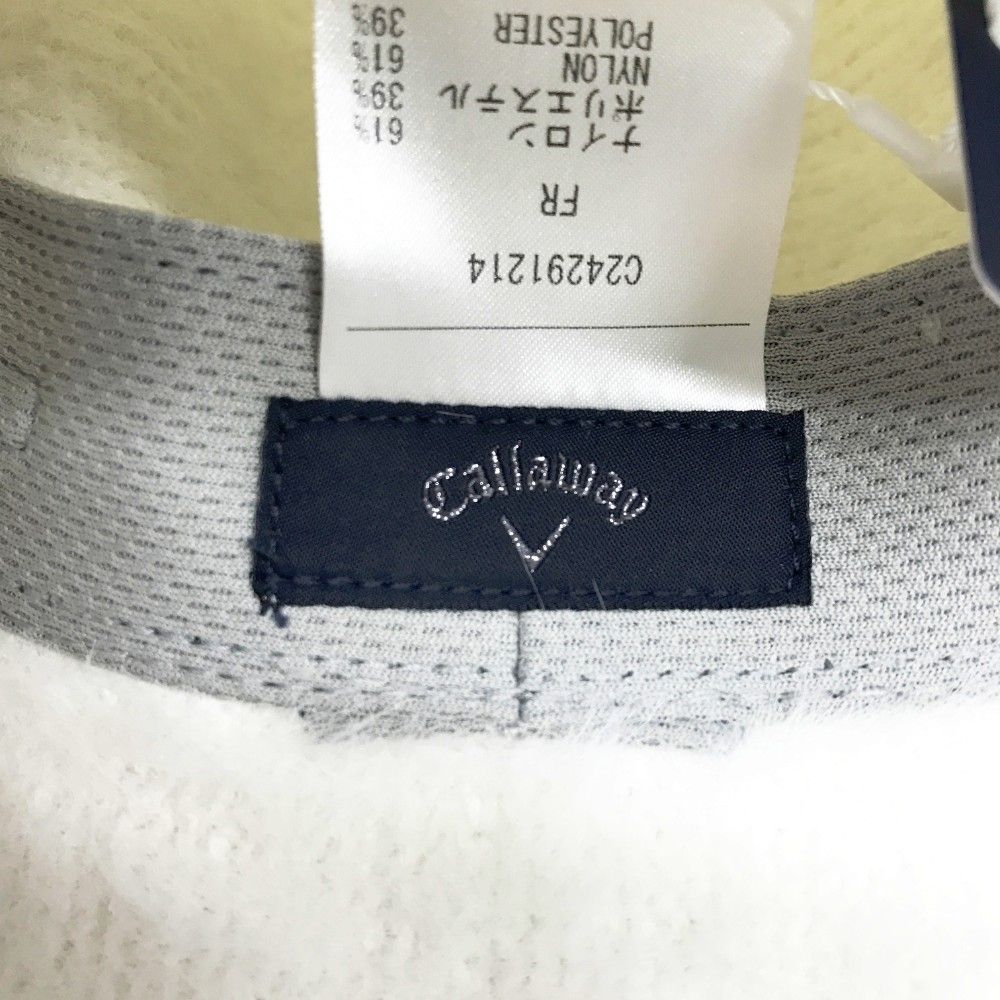 C24291214
FR
ナイロン 61%
ポリエステル 39%
NYLON 61%
POLYESTER 39%
Callaway